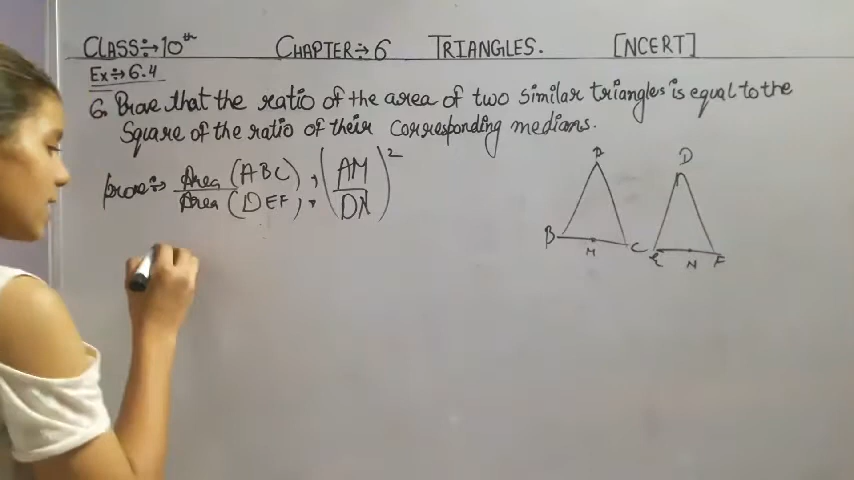 CLASS÷→10th CHAPTER÷6 TRIANGLES. [NCERT]
Ex÷→6.4
6. Prove that the ratio of the area of two similar triangles is equal to the
Square of the ratio of their corresponding medians.
prove÷→ Area (ABC) , (AM)2
Area (DEF) , (DN)
A D
B M C E N F